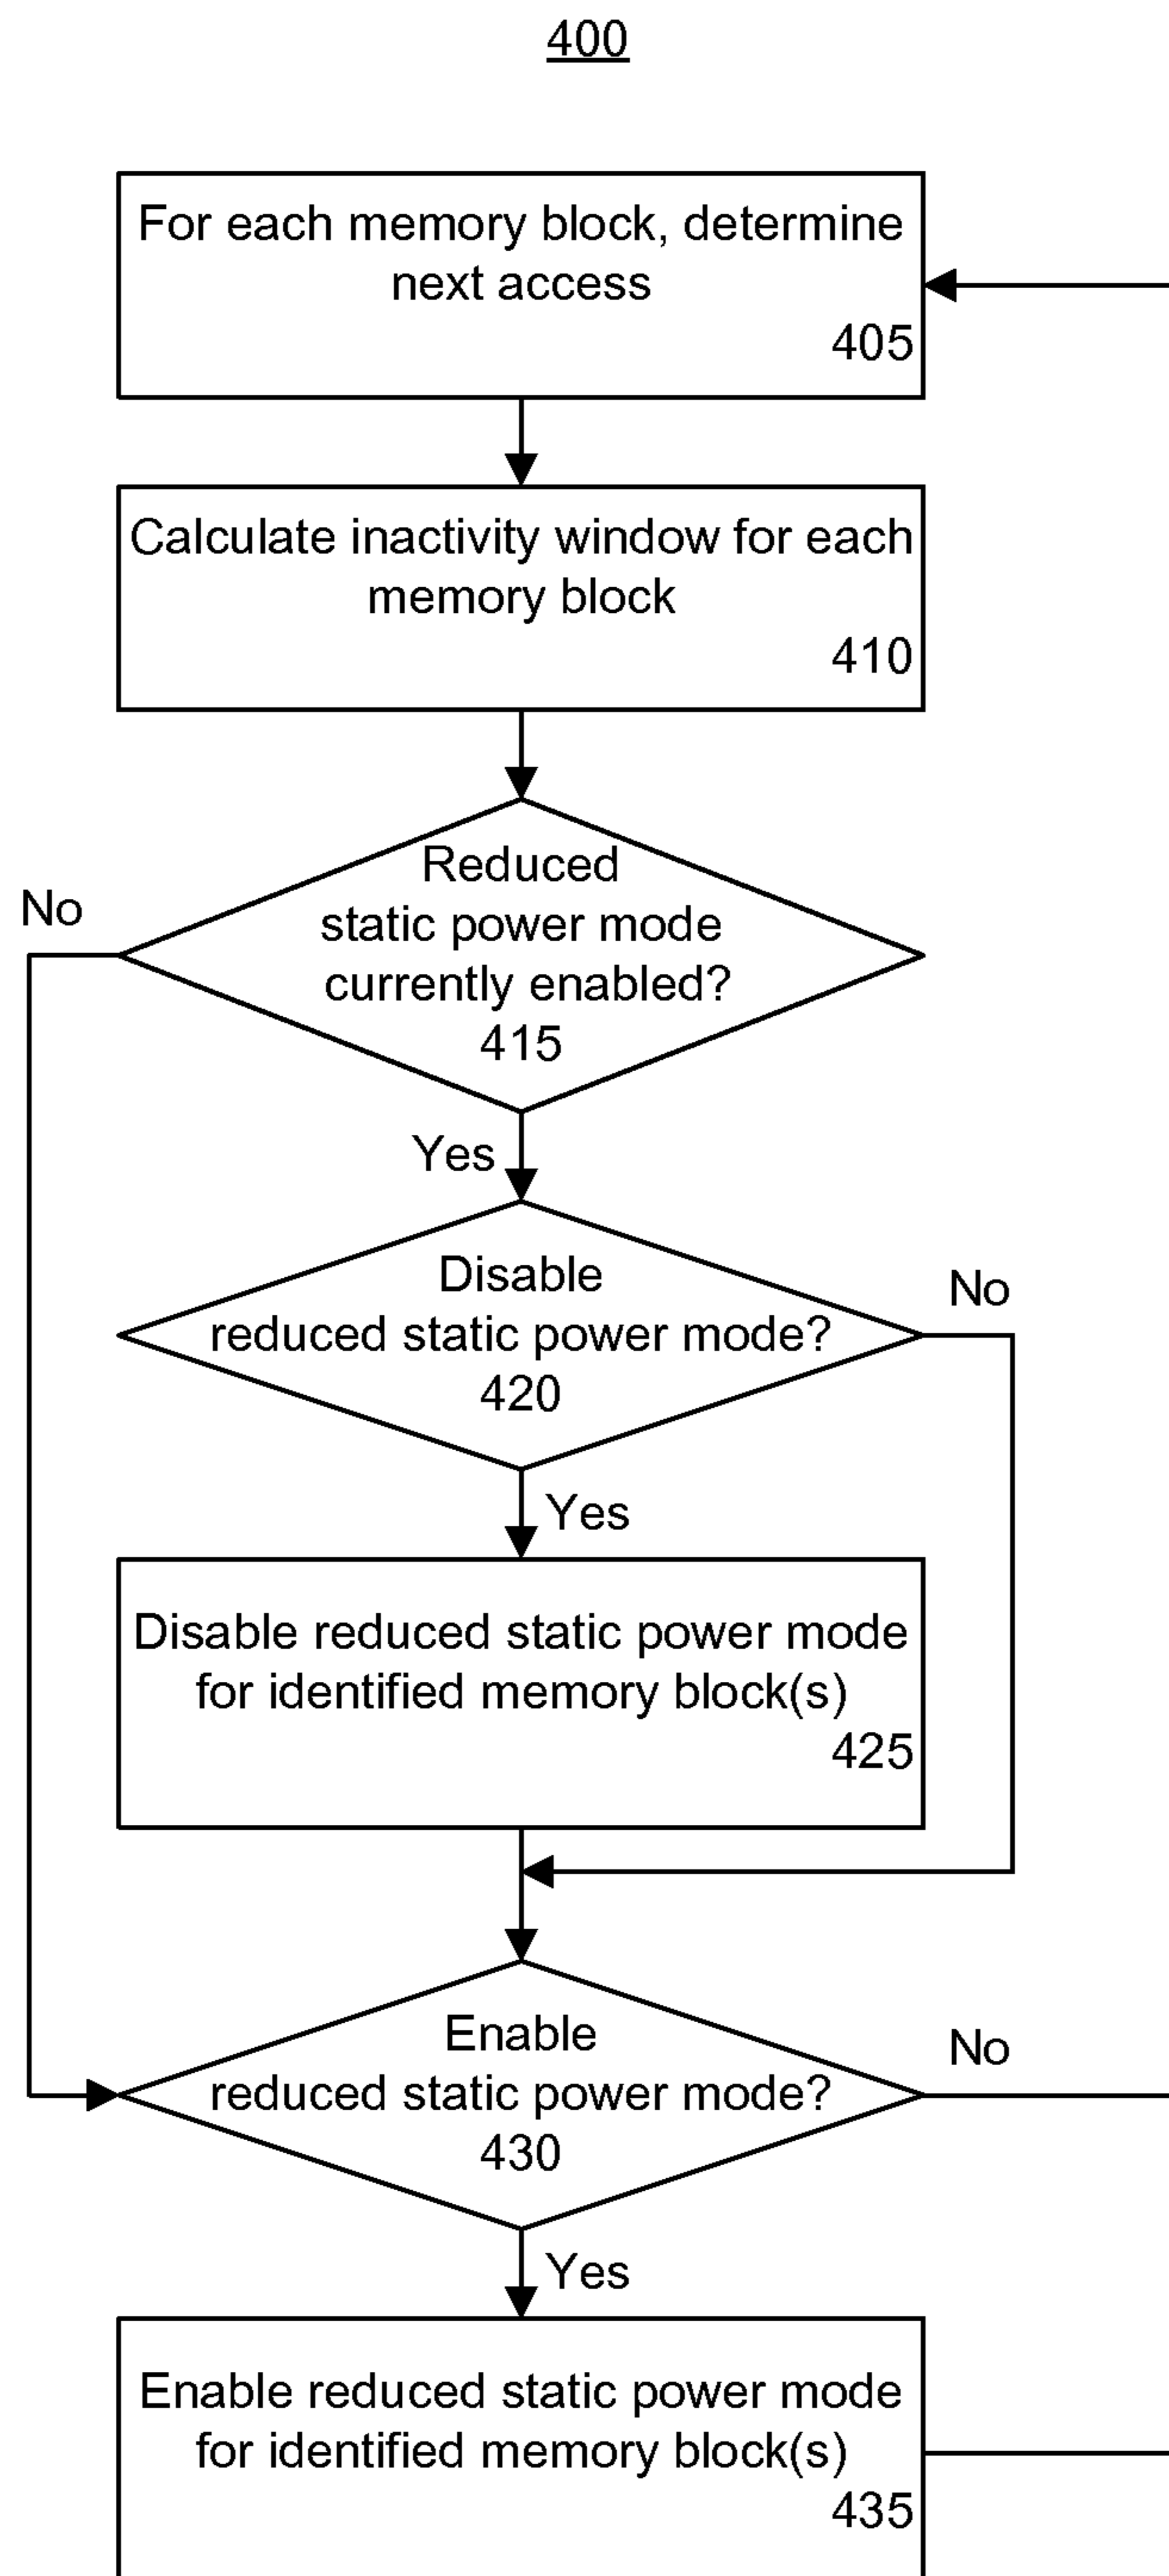 400
For each memory block, determine
next access
405
Calculate inactivity window for each
memory block
410
Reduced
static power mode
currently enabled?
415
No
Yes
Disable
reduced static power mode?
420
No
Yes
Disable reduced static power mode
for identified memory block(s)
425
Enable
reduced static power mode?
430
No
Yes
Enable reduced static power mode
for identified memory block(s)
435